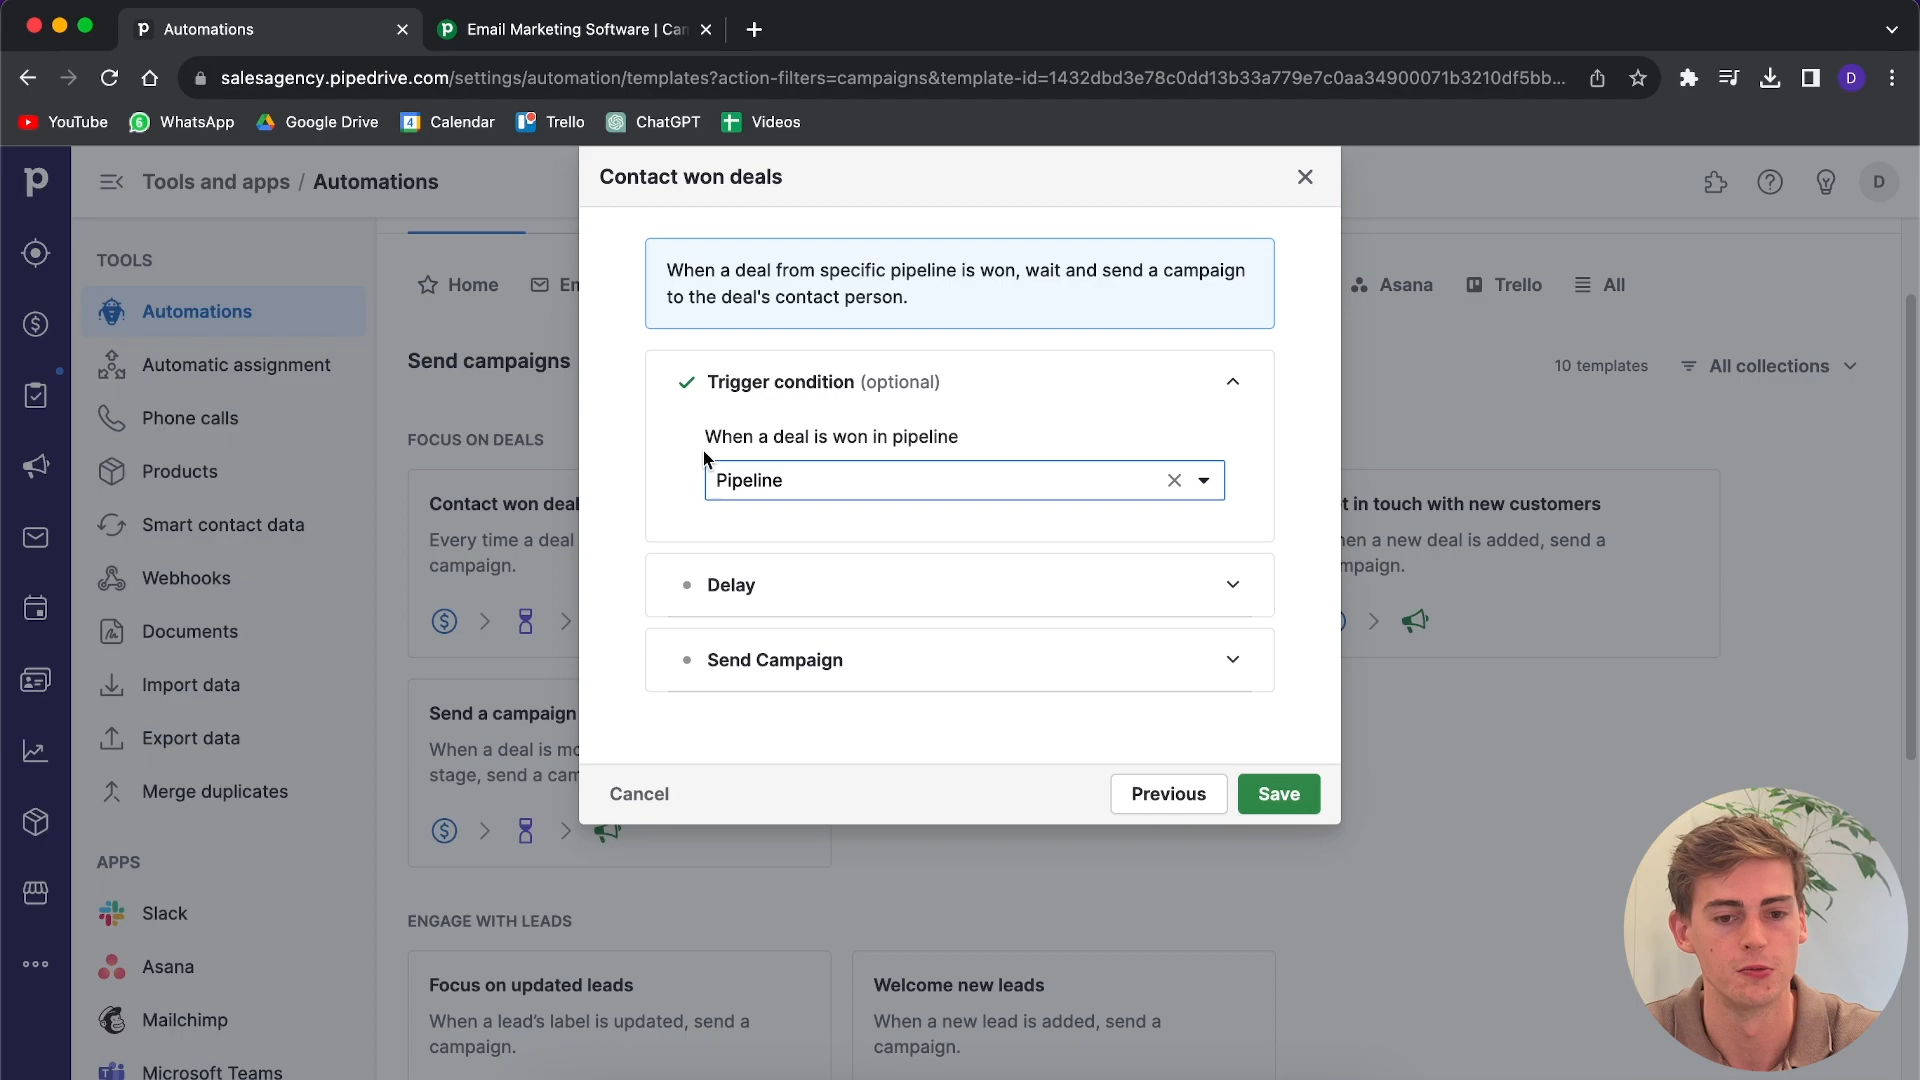 Automations
Email Marketing Software | Can
salesagency.pipedrive.com/settings/automation/templates?action-filters=campaigns&template-id=1432dbd3e78c0dd13b33a779e7c0aa34900071b3210df5bb...
D
YouTube
6
WhatsApp
Google Drive
4
Calendar
Trello
ChatGPT
Videos
Tools and apps / Automations
D
TOOLS
Automations
Automatic assignment
Phone calls
Products
Smart contact data
Webhooks
Documents
Import data
Export data
Merge duplicates
APPS
Slack
Asana
Mailchimp
Microsoft Teams
Home
Em
Asana
Trello
All
Send campaigns
10 templates
All collections
FOCUS ON DEALS
Contact won deal
Every time a deal
campaign.
t in touch with new customers
hen a new deal is added, send a
mpaign.
Send a campaign
When a deal is mo
stage, send a cam
ENGAGE WITH LEADS
Focus on updated leads
When a lead's label is updated, send a
campaign.
Welcome new leads
When a new lead is added, send a
campaign.
Contact won deals
When a deal from specific pipeline is won, wait and send a campaign
to the deal's contact person.
Trigger condition (optional)
When a deal is won in pipeline
Pipeline
Delay
Send Campaign
Cancel
Previous
Save